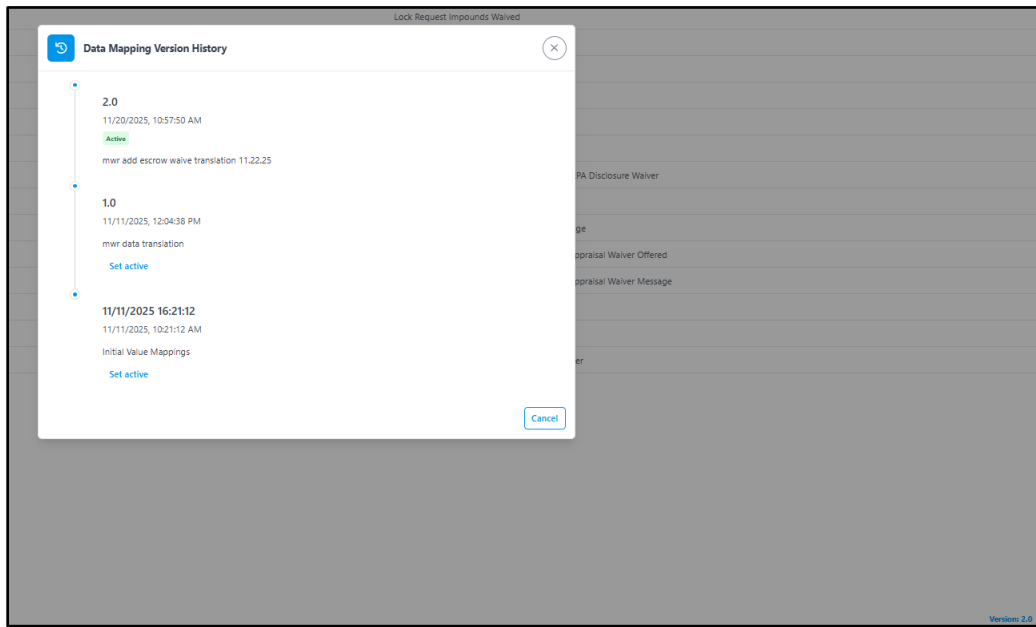 Lock Request Impounds Waived
Data Mapping Version History
2.0
11/20/2025, 10:57:50 AM
Active
mwr add escrow waive translation 11.22.25
PA Disclosure Waiver
1.0
11/11/2025, 12:04:38 PM
ge
mwr data translation
ppraisal Waiver Offered
Set active
ppraisal Waiver Message
11/11/2025 16:21:12
11/11/2025, 10:21:12 AM
Initial Value Mappings
er
Set active
Cancel
Version: 2.0